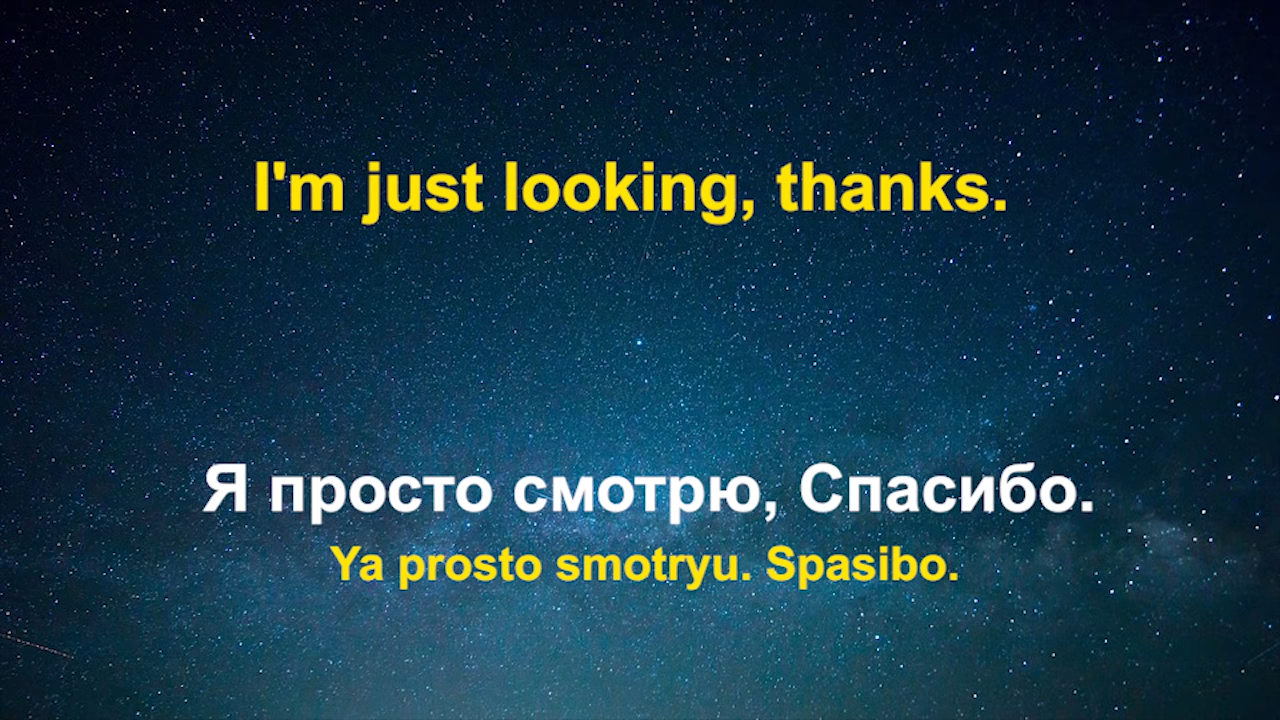 I'm just looking, thanks.
Я просто смотрю, Спасибо.
Ya prosto smotryu. Spasibo.